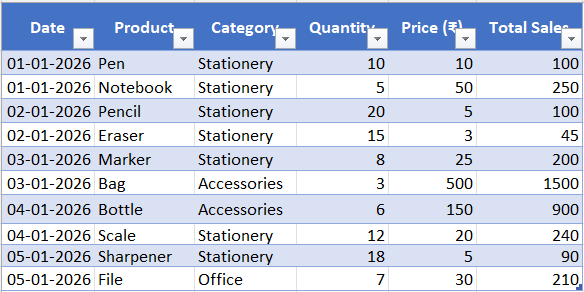 Date Product Category Quantity Price (₹) Total Sales
01-01-2026 Pen Stationery 10 10 100
01-01-2026 Notebook Stationery 5 50 250
02-01-2026 Pencil Stationery 20 5 100
02-01-2026 Eraser Stationery 15 3 45
03-01-2026 Marker Stationery 8 25 200
03-01-2026 Bag Accessories 3 500 1500
04-01-2026 Bottle Accessories 6 150 900
04-01-2026 Scale Stationery 12 20 240
05-01-2026 Sharpener Stationery 18 5 90
05-01-2026 File Office 7 30 210